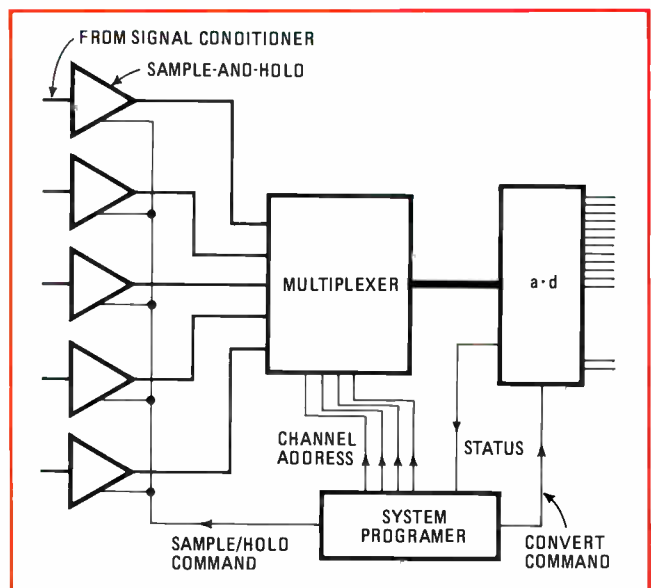 FROM SIGNAL CONDITIONER
SAMPLE-AND-HOLD
MULTIPLEXER
a·d
CHANNEL
ADDRESS
STATUS
SYSTEM
PROGRAMER
SAMPLE/HOLD
COMMAND
CONVERT
COMMAND